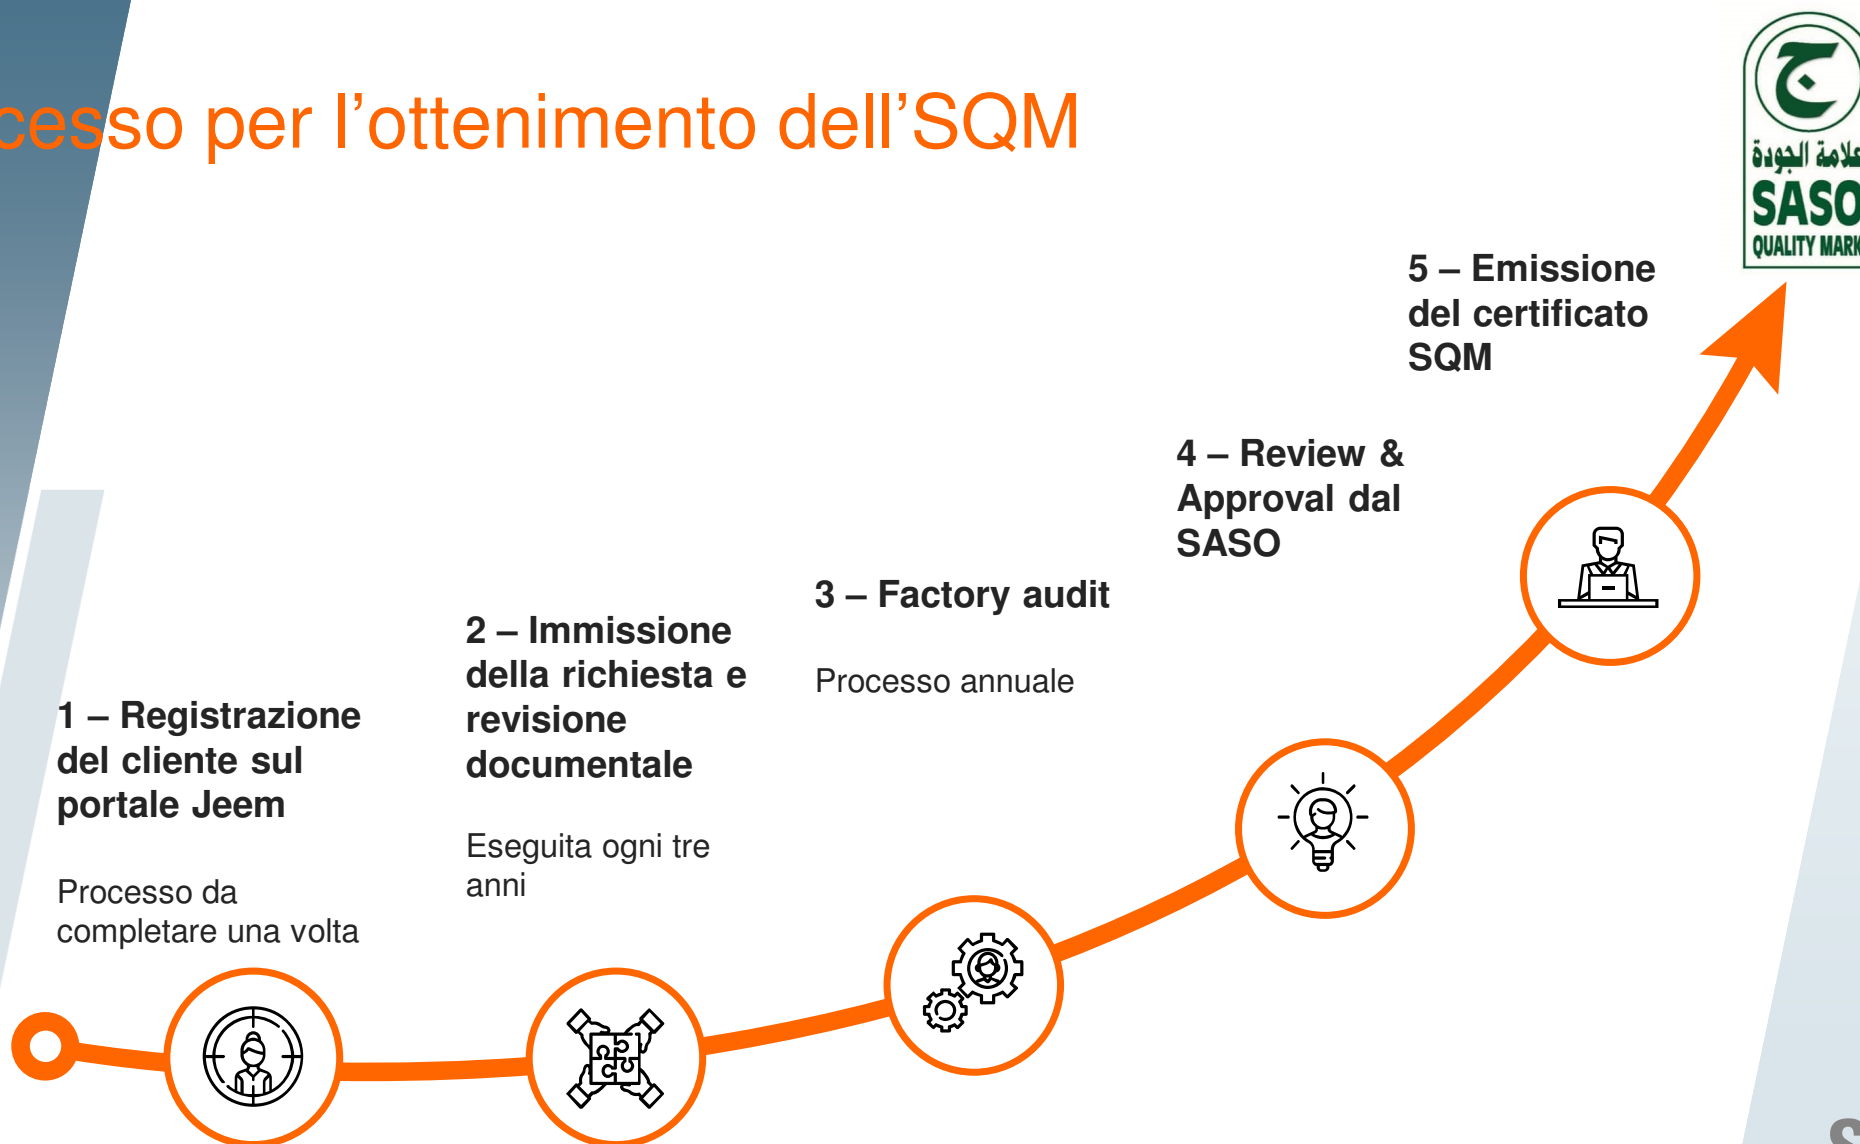 cesso per l’ottenimento dell’SQM
علامة الجودة
SASO
QUALITY MARK
5 – Emissione
del certificato
SQM
4 – Review &
Approval dal
SASO
3 – Factory audit
Processo annuale
2 – Immissione
della richiesta e
revisione
documentale
Eseguita ogni tre
anni
1 – Registrazione
del cliente sul
portale Jeem
Processo da
completare una volta